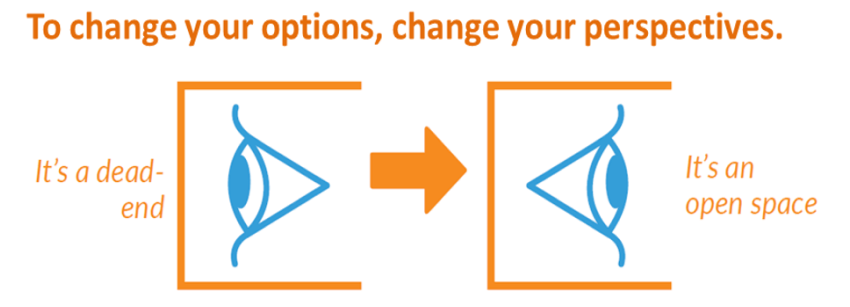 To change your options, change your perspectives.
It’s a dead-
end
It’s an
open space